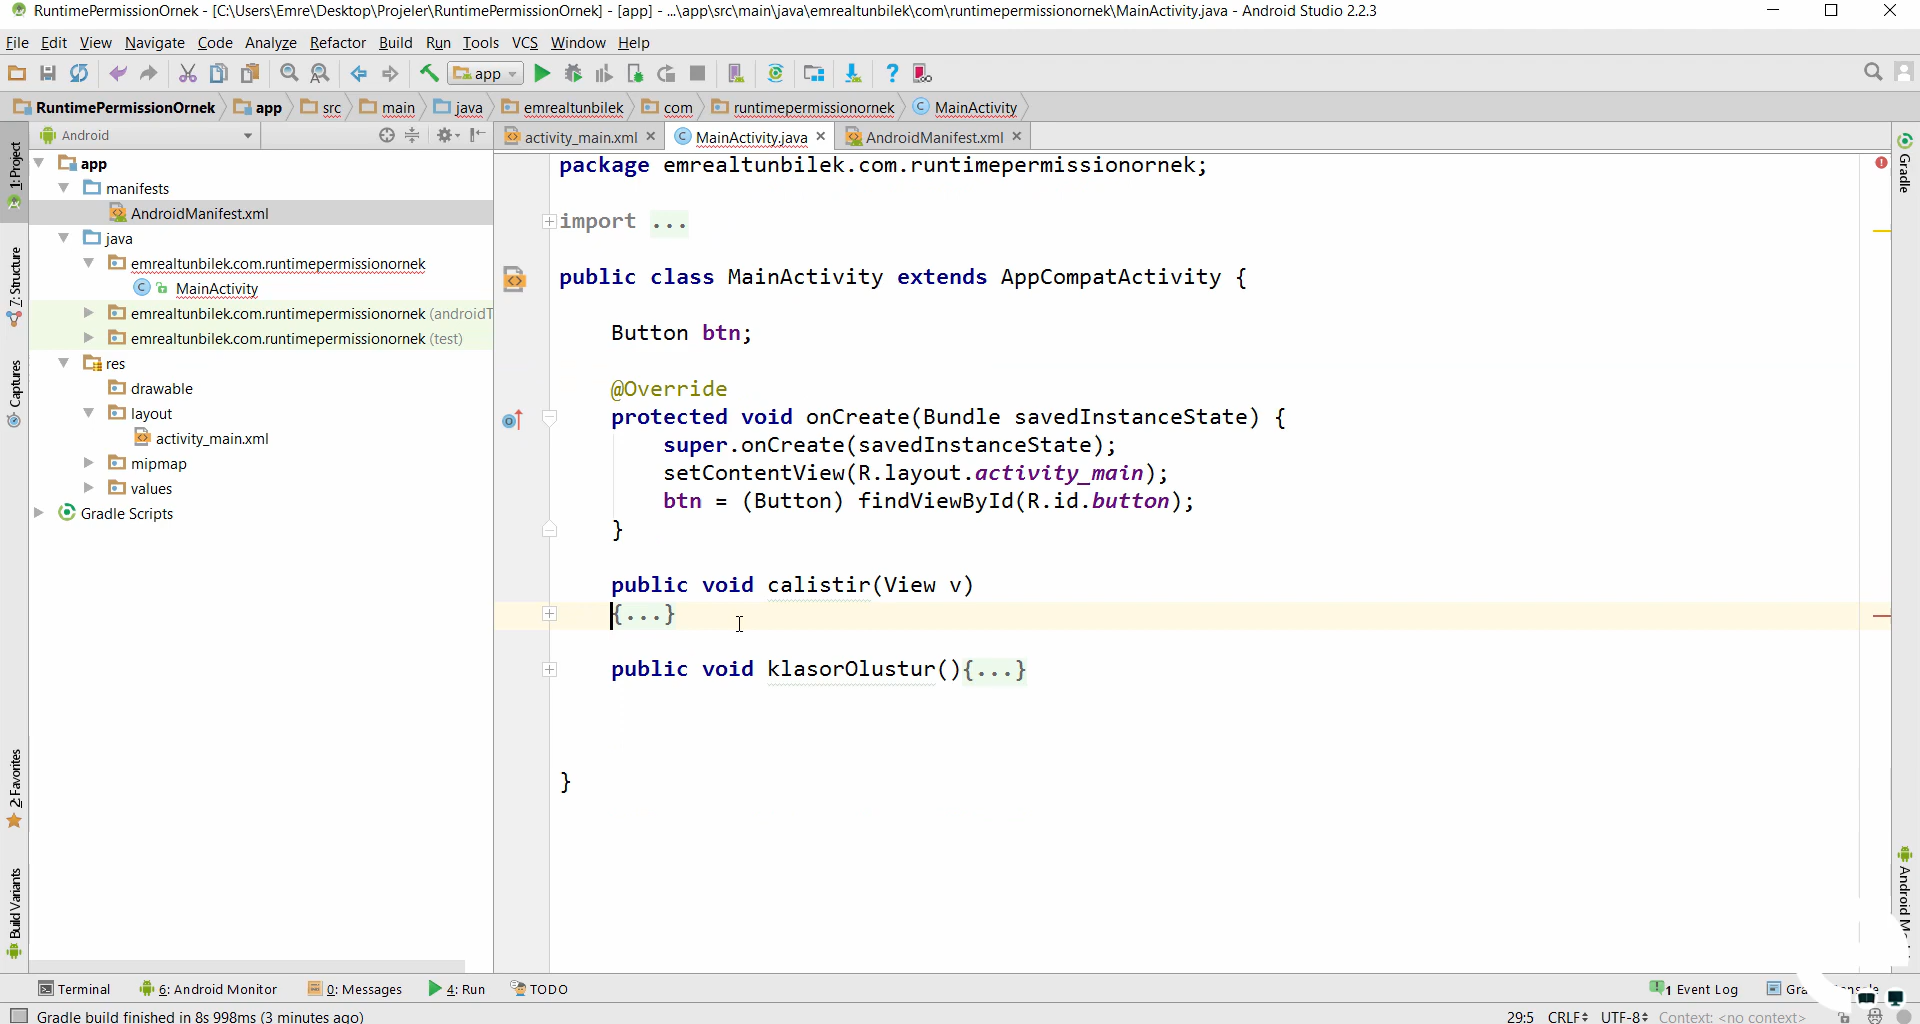 RuntimePermissionOrnek - [C:\Users\Emre\Desktop\Projeler\RuntimePermissionOrnek] - [app] - ...\app\src\main\java\emrealtunbilek\com\runtimepermissionornek\MainActivity.java - Android Studio 2.2.3
File Edit View Navigate Code Analyze Refactor Build Run Tools VCS Window Help
app
RuntimePermissionOrnek app src main java emrealtunbilek com runtimepermissionornek MainActivity
Android
activity_main.xml MainActivity.java AndroidManifest.xml
1: Project
7: Structure
Captures
2: Favorites
Build Variants
app
manifests
AndroidManifest.xml
java
emrealtunbilek.com.runtimepermissionornek
MainActivity
emrealtunbilek.com.runtimepermissionornek (androidT
emrealtunbilek.com.runtimepermissionornek (test)
res
drawable
layout
activity_main.xml
mipmap
values
Gradle Scripts
package emrealtunbilek.com.runtimepermissionornek;
import ...
public class MainActivity extends AppCompatActivity {
Button btn;
@Override
protected void onCreate(Bundle savedInstanceState) {
super.onCreate(savedInstanceState);
setContentView(R.layout.activity_main);
btn = (Button) findViewById(R.id.button);
}
public void calistir(View v)
{...}
public void klasorOlustur(){...}
}
Gradle
Android M
Terminal 6: Android Monitor 0: Messages 4: Run TODO 1 Event Log
Gradle build finished in 8s 998ms (3 minutes ago) 29:5 CRLF UTF-8 Context: <no context>